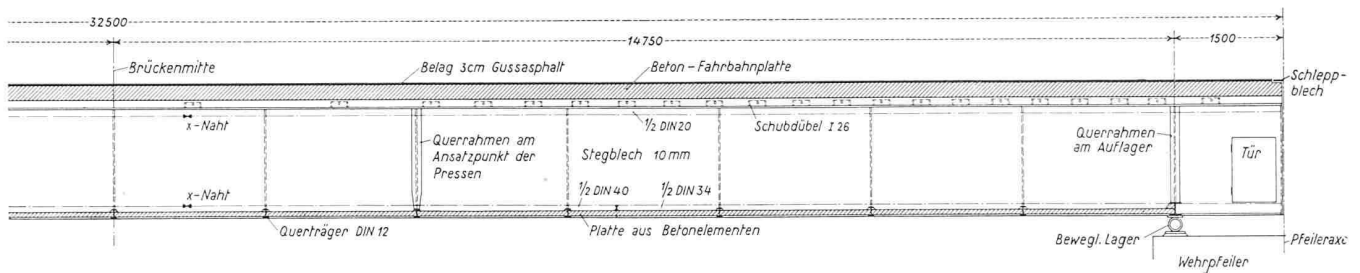 32500
14750
1500
Brückenmitte
Belag 3cm Gussasphalt
Beton-Fahrbahnplatte
Schlepp-
blech
x-Naht
½ DIN 20
Schubdübel I 26
Querrahmen am
Ansatzpunkt der
Pressen
Stegblech 10mm
Querrahmen
am Auflager
Tür
x-Naht
½ DIN 40
½ DIN 34
Querträger DIN 12
Platte aus Betonelementen
Bewegl. Lager
Pfeileraxe
Wehrpfeiler